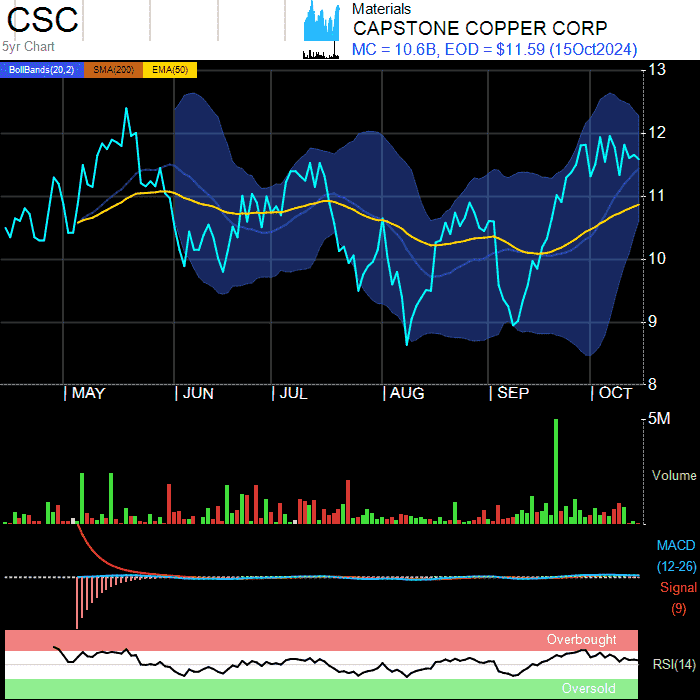 CSC
5yr Chart
Materials
CAPSTONE COPPER CORP
MC = 10.6B, EOD = $11.59 (15Oct2024)
BollBands(20,2) SMA(200) EMA(50)
13
12
11
10
9
8
MAY JUN JUL AUG SEP OCT
5M
Volume
MACD
(12-26)
Signal
(9)
Overbought
RSI(14)
Oversold